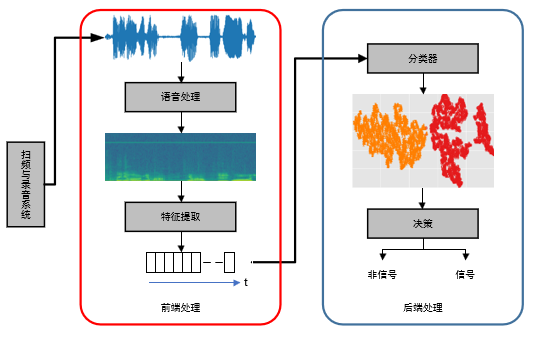 扫频与录音系统
语音处理
特征提取
t
前端处理
分类器
决策
非信号
信号
后端处理